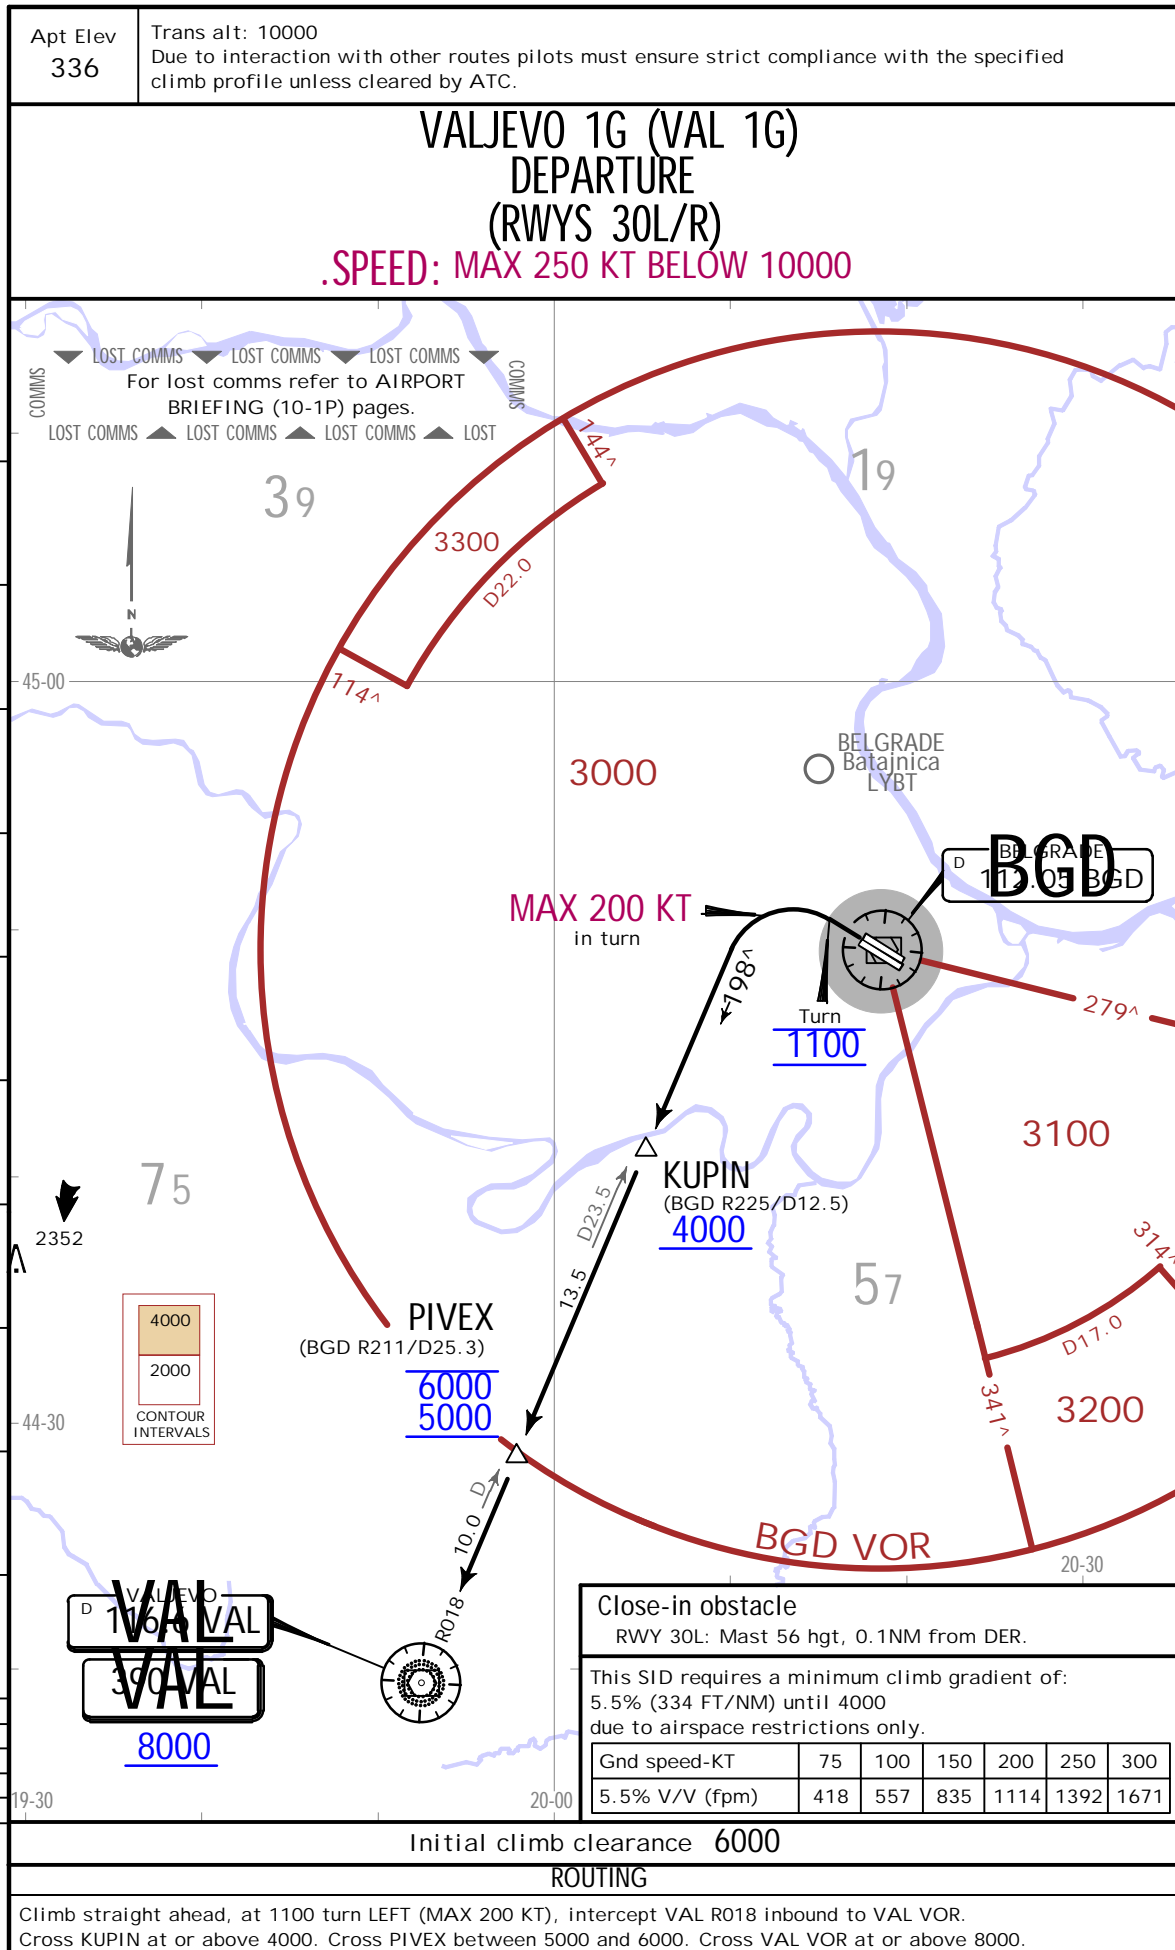 Apt Elev
336
Trans alt: 10000
Due to interaction with other routes pilots must ensure strict compliance with the specified
climb profile unless cleared by ATC.
VALJEVO 1G (VAL 1G)
DEPARTURE
(RWYS 30L/R)
.SPEED: MAX 250 KT BELOW 10000
LOST COMMS LOST COMMS LOST COMMS
COMMS
COMMS
For lost comms refer to AIRPORT
BRIEFING (10-1P) pages.
LOST COMMS LOST COMMS LOST COMMS LOST
144^
39
19
3300
D22.0
N
45-00
114^
BELGRADE
Batajnica
LYBT
3000
BGD
BELGRADE
D 112.05 BGD
MAX 200 KT
in turn
198^
279^
Turn
1100
3100
75
KUPIN
(BGD R225/D12.5)
4000
D23.5
314^
2352
57
13.5
4000
2000
CONTOUR
INTERVALS
PIVEX
(BGD R211/D25.3)
6000
5000
D17.0
341^
3200
44-30
D
10.0
BGD VOR
20-30
VAL
VALJEVO
D 116.6 VAL
R018
VAL
390 VAL
8000
Close-in obstacle
RWY 30L: Mast 56 hgt, 0.1NM from DER.
This SID requires a minimum climb gradient of:
5.5% (334 FT/NM) until 4000
due to airspace restrictions only.
Gnd speed-KT 75 100 150 200 250 300
5.5% V/V (fpm) 418 557 835 1114 1392 1671
19-30
20-00
Initial climb clearance 6000
ROUTING
Climb straight ahead, at 1100 turn LEFT (MAX 200 KT), intercept VAL R018 inbound to VAL VOR.
Cross KUPIN at or above 4000. Cross PIVEX between 5000 and 6000. Cross VAL VOR at or above 8000.